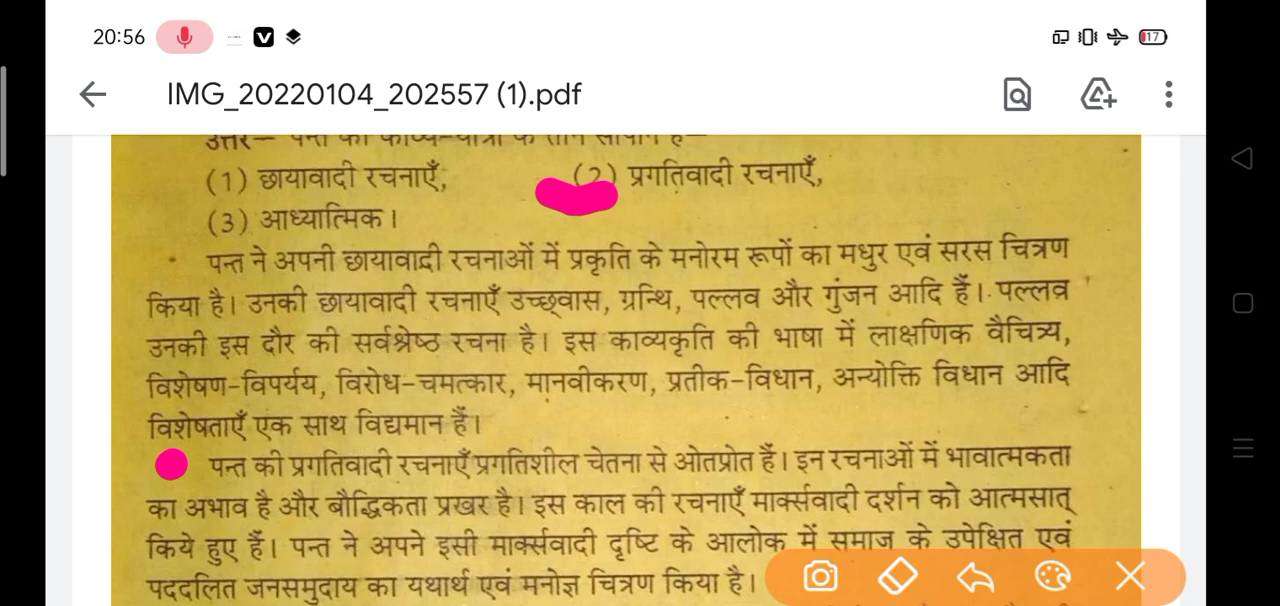 20:56
17
IMG_20220104_202557 (1).pdf
उत्तर— पन्त की काव्य-यात्रा के तीन सोपान हैं—
(1) छायावादी रचनाएँ, (2) प्रगतिवादी रचनाएँ,
(3) आध्यात्मिक।
पन्त ने अपनी छायावादी रचनाओं में प्रकृति के मनोरम रूपों का मधुर एवं सरस चित्रण
किया है। उनकी छायावादी रचनाएँ उच्छ्वास, ग्रन्थि, पल्लव और गुंजन आदि हैं। पल्लव
उनकी इस दौर की सर्वश्रेष्ठ रचना है। इस काव्यकृति की भाषा में लाक्षणिक वैचित्र्य,
विशेषण-विपर्यय, विरोध-चमत्कार, मानवीकरण, प्रतीक-विधान, अन्योक्ति विधान आदि
विशेषताएँ एक साथ विद्यमान हैं।
पन्त की प्रगतिवादी रचनाएँ प्रगतिशील चेतना से ओतप्रोत हैं। इन रचनाओं में भावात्मकता
का अभाव है और बौद्धिकता प्रखर है। इस काल की रचनाएँ मार्क्सवादी दर्शन को आत्मसात्
किये हुए हैं। पन्त ने अपने इसी मार्क्सवादी दृष्टि के आलोक में समाज के उपेक्षित एवं
पददलित जनसमुदाय का यथार्थ एवं मनोज्ञ चित्रण किया है।